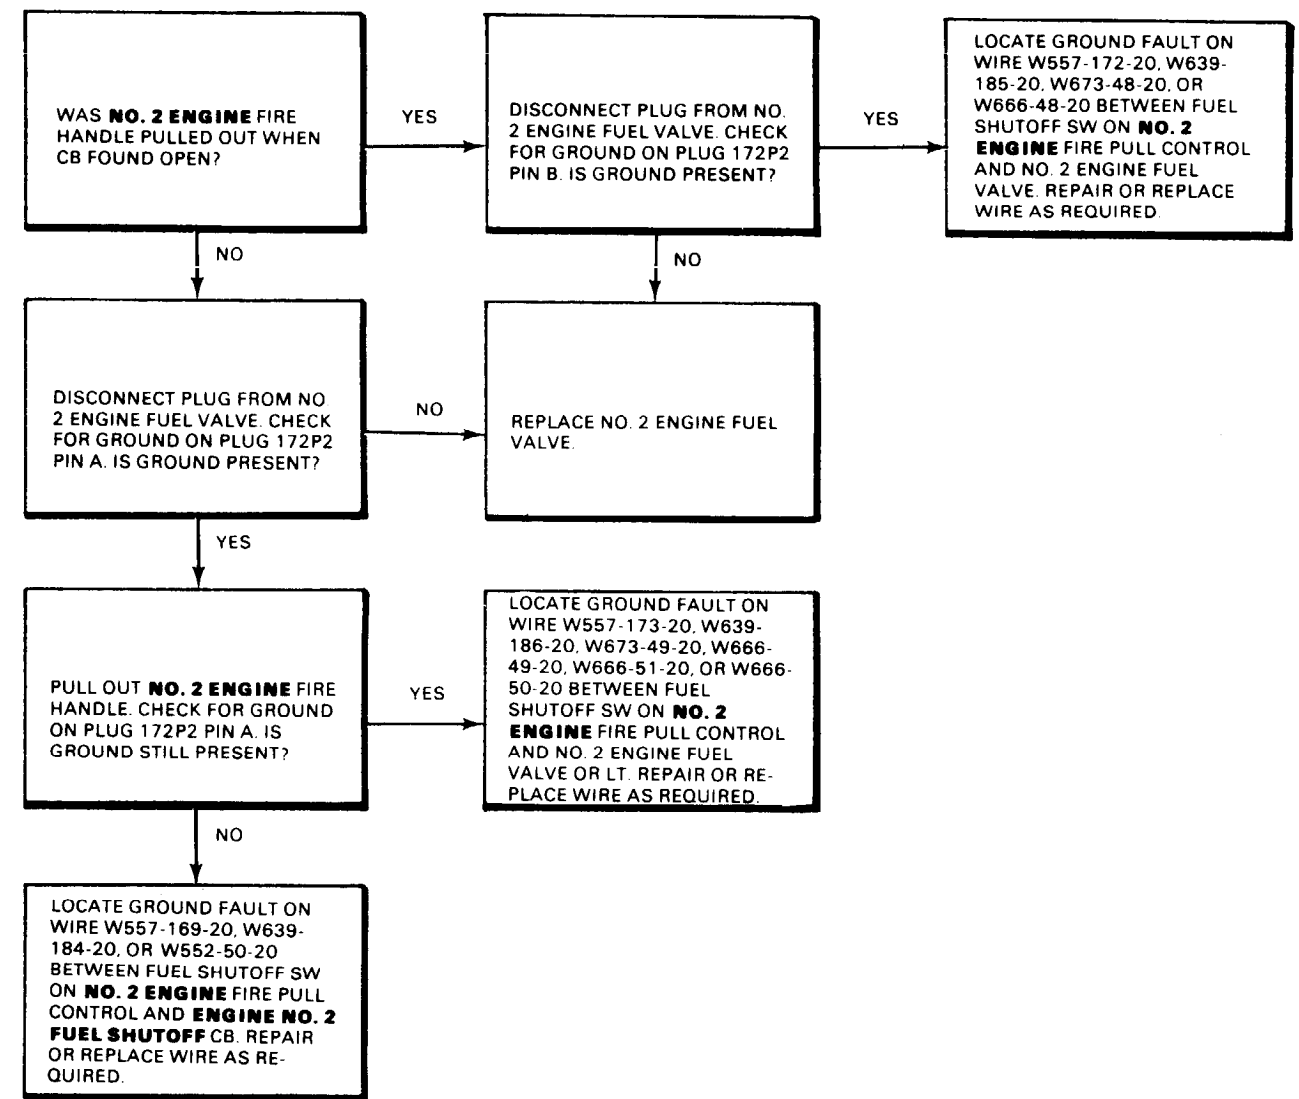 WAS NO. 2 ENGINE FIRE
HANDLE PULLED OUT WHEN
CB FOUND OPEN?
YES
DISCONNECT PLUG FROM NO.
2 ENGINE FUEL VALVE. CHECK
FOR GROUND ON PLUG 172P2
PIN B. IS GROUND PRESENT?
YES
LOCATE GROUND FAULT ON
WIRE W557-172-20, W639-
185-20, W673-48-20, OR
W666-48-20 BETWEEN FUEL
SHUTOFF SW ON NO. 2
ENGINE FIRE PULL CONTROL
AND NO. 2 ENGINE FUEL
VALVE. REPAIR OR REPLACE
WIRE AS REQUIRED.
NO
NO
DISCONNECT PLUG FROM NO.
2 ENGINE FUEL VALVE. CHECK
FOR GROUND ON PLUG 172P2
PIN A. IS GROUND PRESENT?
NO
REPLACE NO. 2 ENGINE FUEL
VALVE.
YES
PULL OUT NO. 2 ENGINE FIRE
HANDLE. CHECK FOR GROUND
ON PLUG 172P2 PIN A. IS
GROUND STILL PRESENT?
YES
LOCATE GROUND FAULT ON
WIRE W557-173-20, W639-
186-20, W673-49-20, W666-
49-20, W666-51-20, OR W666-
50-20 BETWEEN FUEL
SHUTOFF SW ON NO. 2
ENGINE FIRE PULL CONTROL
AND NO. 2 ENGINE FUEL
VALVE OR LT. REPAIR OR RE-
PLACE WIRE AS REQUIRED.
NO
LOCATE GROUND FAULT ON
WIRE W557-169-20, W639-
184-20, OR W552-50-20
BETWEEN FUEL SHUTOFF SW
ON NO. 2 ENGINE FIRE PULL
CONTROL AND ENGINE NO. 2
FUEL SHUTOFF CB. REPAIR
OR REPLACE WIRE AS RE-
QUIRED.